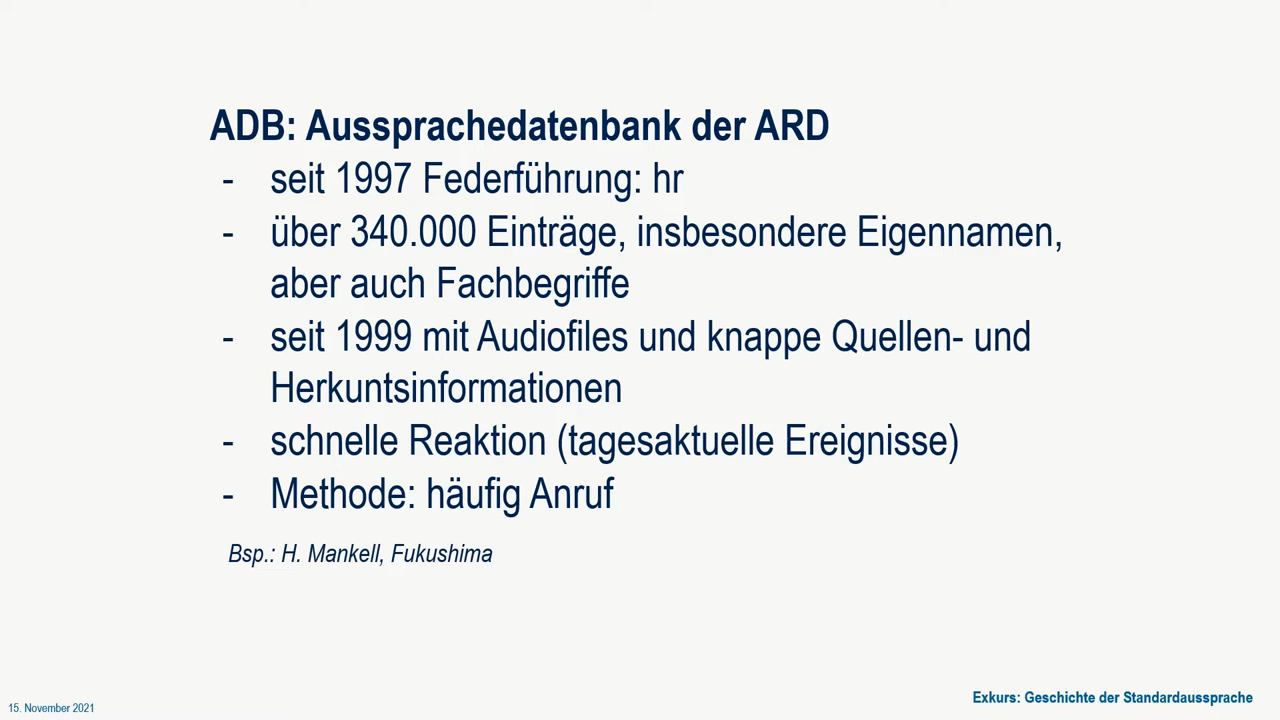 ADB: Aussprachedatenbank der ARD
- seit 1997 Federführung: hr
- über 340.000 Einträge, insbesondere Eigennamen,
aber auch Fachbegriffe
- seit 1999 mit Audiofiles und knappe Quellen- und
Herkuntsinformationen
- schnelle Reaktion (tagesaktuelle Ereignisse)
- Methode: häufig Anruf
Bsp.: H. Mankell, Fukushima
Exkurs: Geschichte der Standardaussprache
15. November 2021